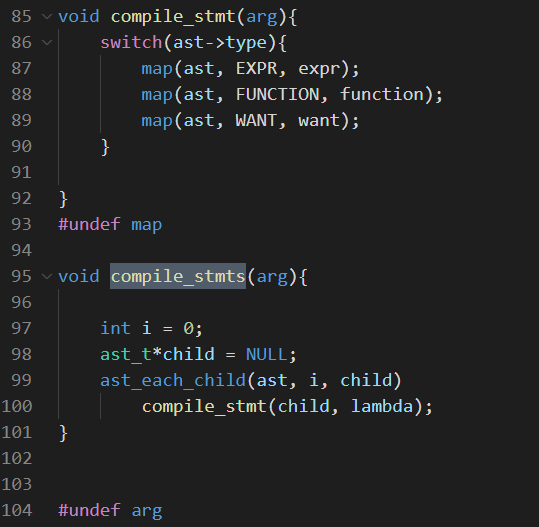 85 void compile_stmt(arg){
86     switch(ast->type){
87         map(ast, EXPR, expr);
88         map(ast, FUNCTION, function);
89         map(ast, WANT, want);
90     }
91
92 }
93 #undef map
94
95 void compile_stmts(arg){
96
97     int i = 0;
98     ast_t*child = NULL;
99     ast_each_child(ast, i, child)
100         compile_stmt(child, lambda);
101 }
102
103
104 #undef arg